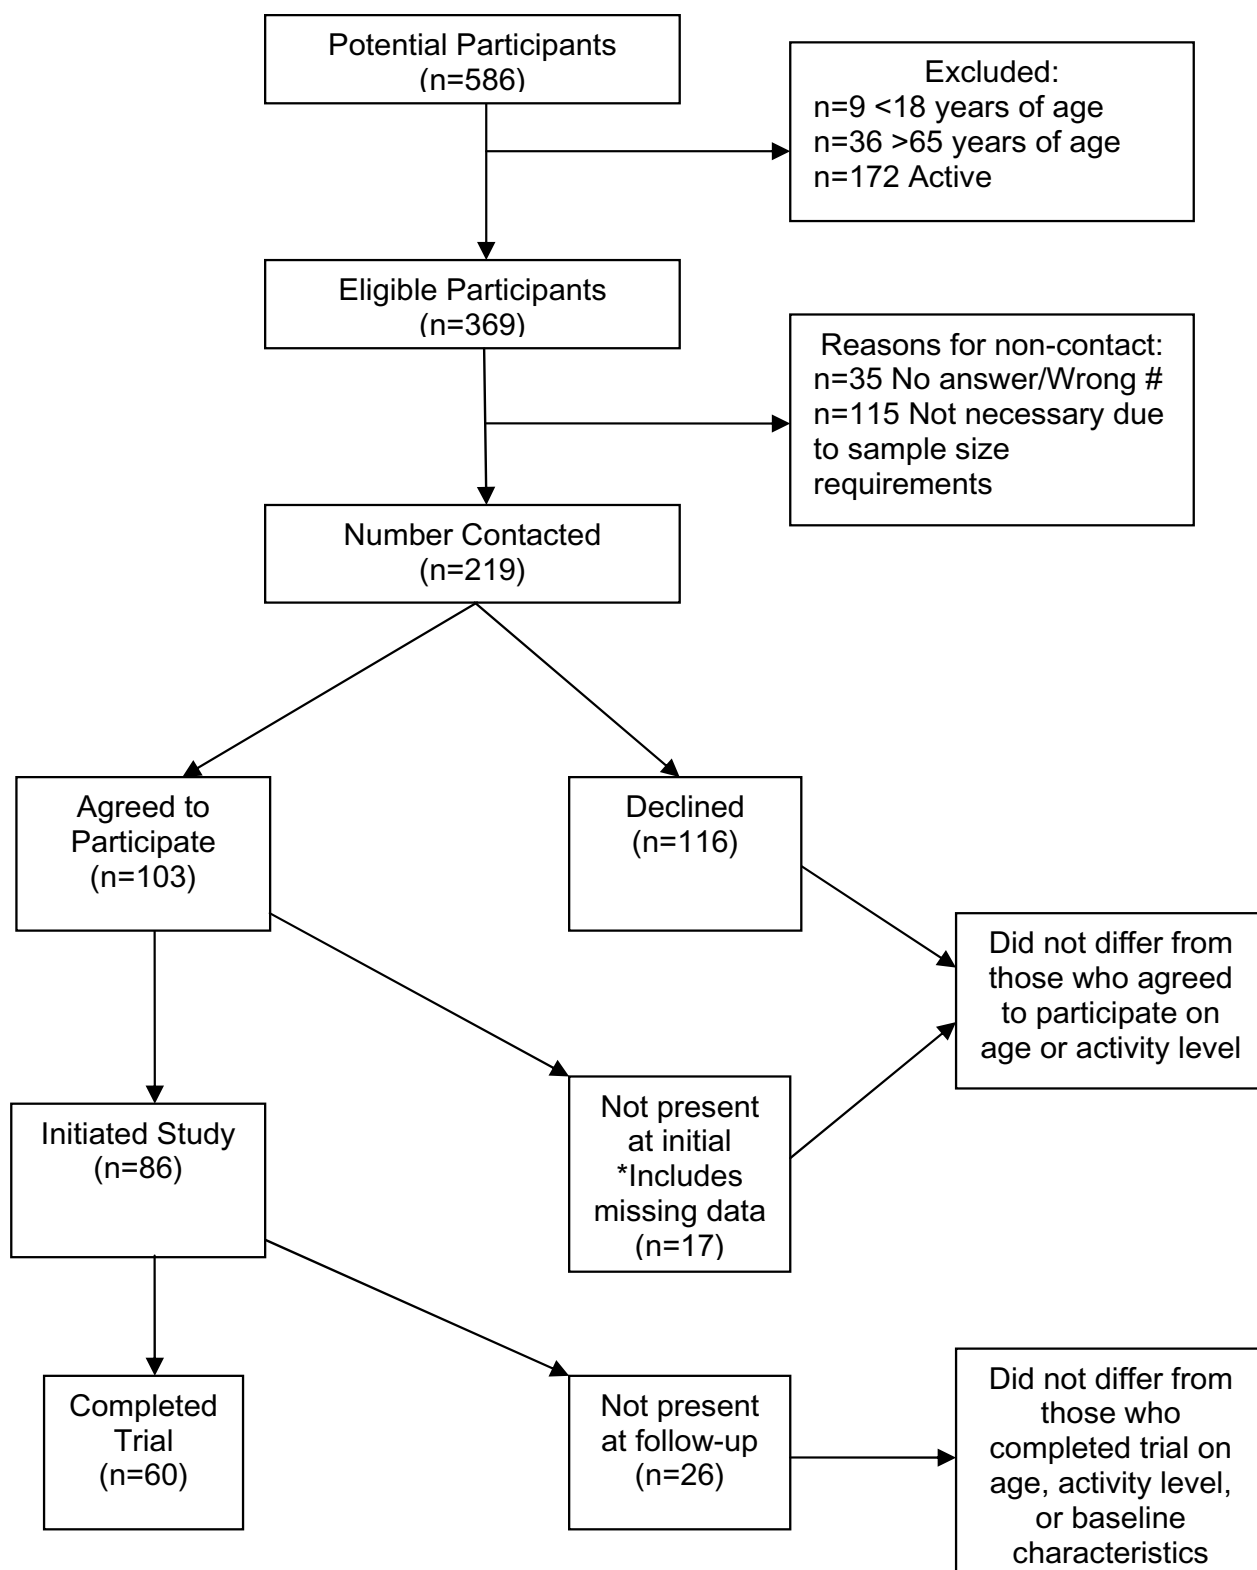 Potential Participants
(n=586)
Excluded:
n=9 <18 years of age
n=36 >65 years of age
n=172 Active
Eligible Participants
(n=369)
Reasons for non-contact:
n=35 No answer/Wrong #
n=115 Not necessary due
to sample size
requirements
Number Contacted
(n=219)
Agreed to
Participate
(n=103)
Declined
(n=116)
Did not differ from
those who agreed
to participate on
age or activity level
Initiated Study
(n=86)
Not present
at initial
*Includes
missing data
(n=17)
Completed
Trial
(n=60)
Not present
at follow-up
(n=26)
Did not differ from
those who
completed trial on
age, activity level,
or baseline
characteristics